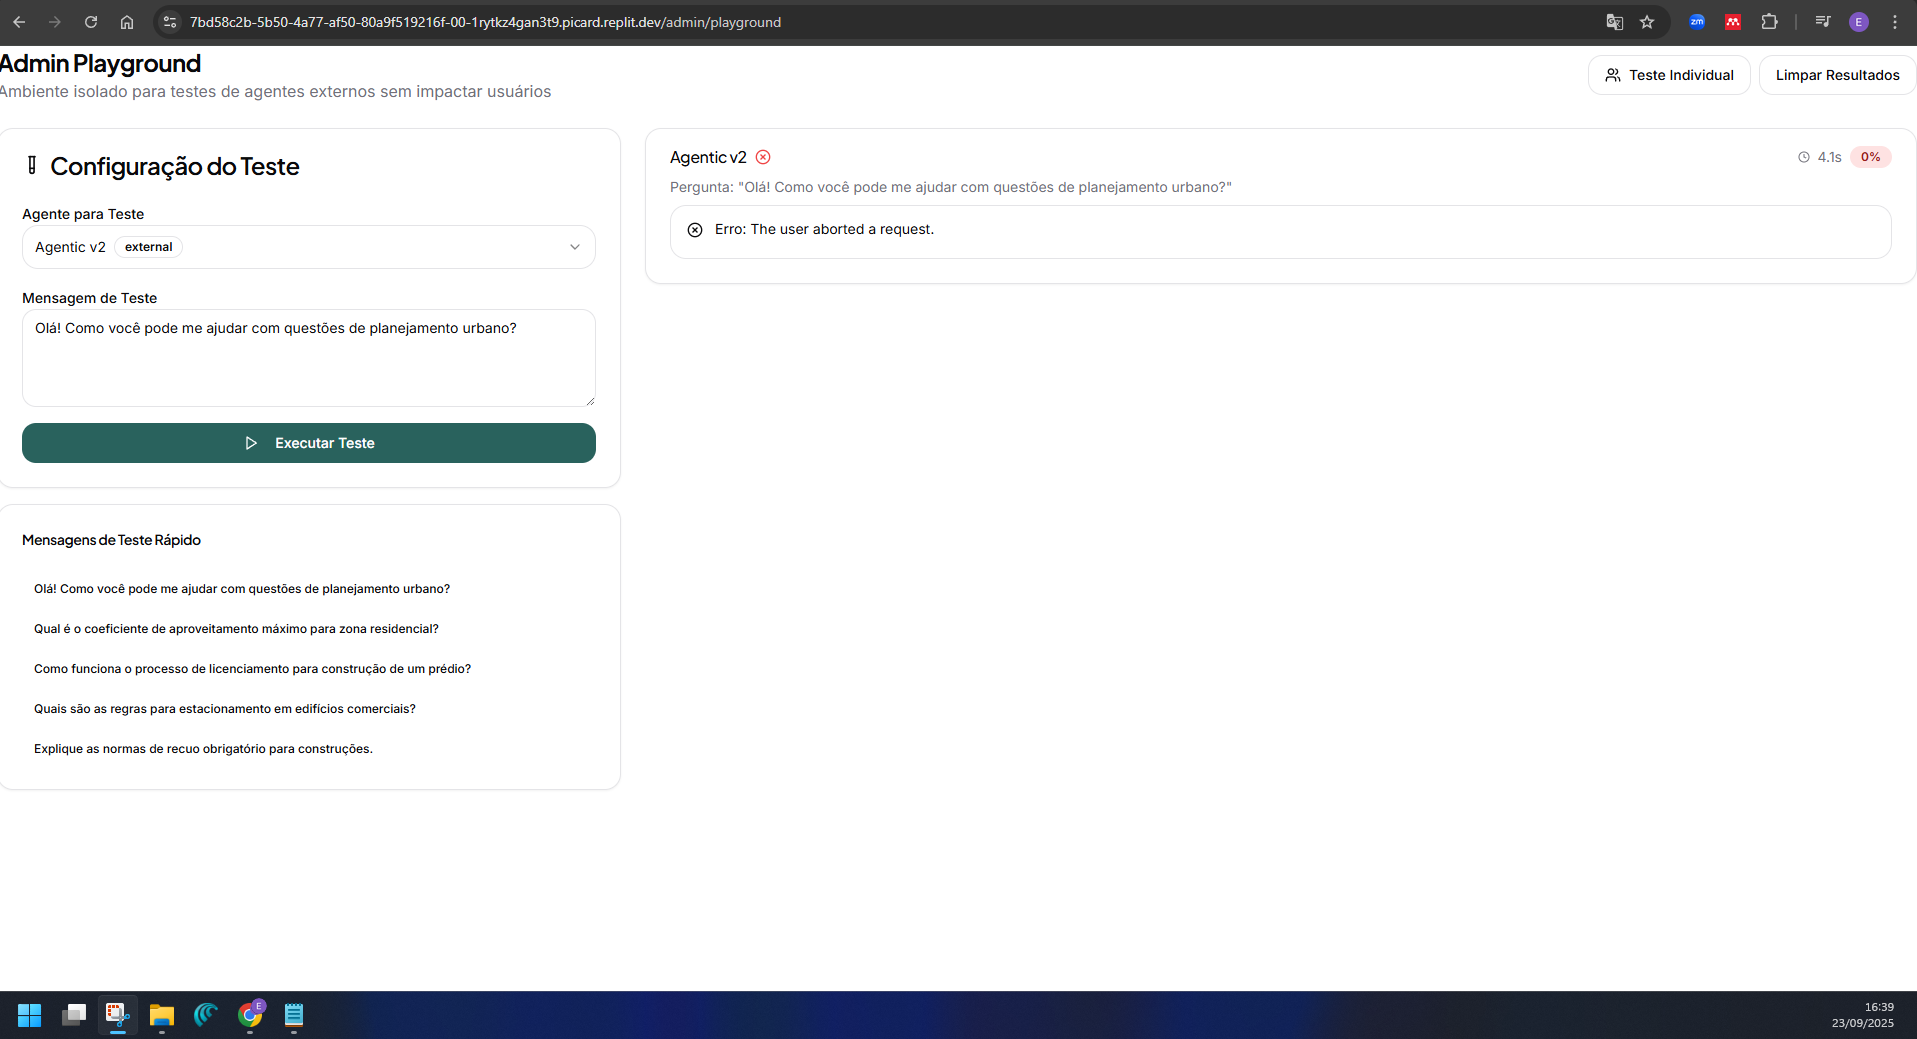 7bd58c2b-5b50-4a77-af50-80a9f519216f-00-1rytkz4gan3t9.picard.replit.dev/admin/playground
zm
E
Admin Playground
Ambiente isolado para testes de agentes externos sem impactar usuários
Teste Individual
Limpar Resultados
Configuração do Teste
Agente para Teste
Agentic v2 external
Mensagem de Teste
Olá! Como você pode me ajudar com questões de planejamento urbano?
Executar Teste
Mensagens de Teste Rápido
Olá! Como você pode me ajudar com questões de planejamento urbano?
Qual é o coeficiente de aproveitamento máximo para zona residencial?
Como funciona o processo de licenciamento para construção de um prédio?
Quais são as regras para estacionamento em edifícios comerciais?
Explique as normas de recuo obrigatório para construções.
Agentic v2
4.1s 0%
Pergunta: "Olá! Como você pode me ajudar com questões de planejamento urbano?"
Erro: The user aborted a request.
E
16:39
23/09/2025